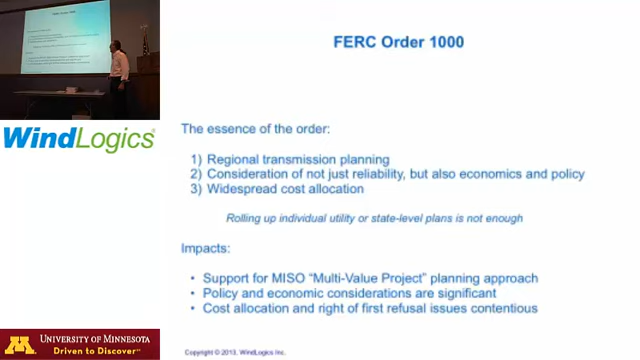 FERC Order 1000
WindLogics®
The essence of the order:
1) Regional transmission planning
2) Consideration of not just reliability, but also economics and policy
3) Widespread cost allocation
Rolling up individual utility or state-level plans is not enough
Impacts:
• Support for MISO “Multi-Value Project” planning approach
• Policy and economic considerations are significant
• Cost allocation and right of first refusal issues contentious
M
UNIVERSITY OF MINNESOTA
Driven to Discover℠
Copyright © 2013, WindLogics Inc.